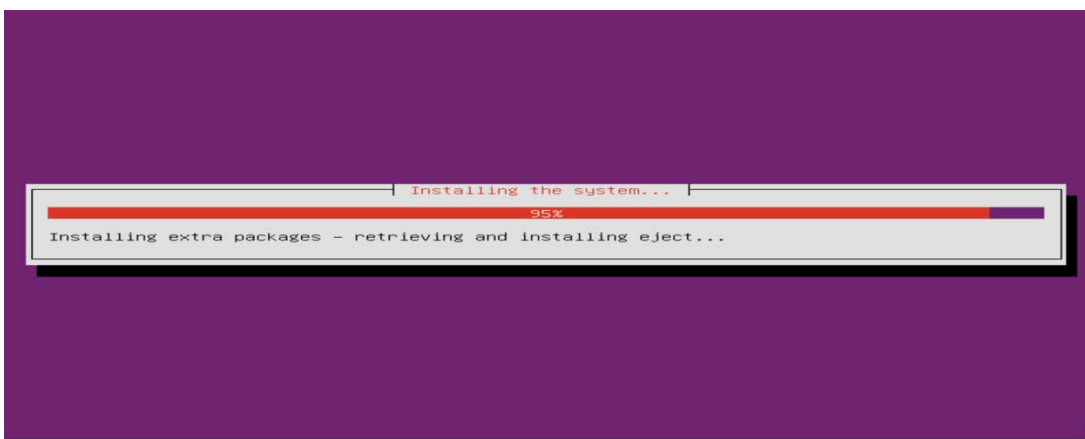 Installing the system...
95%
Installing extra packages – retrieving and installing eject...